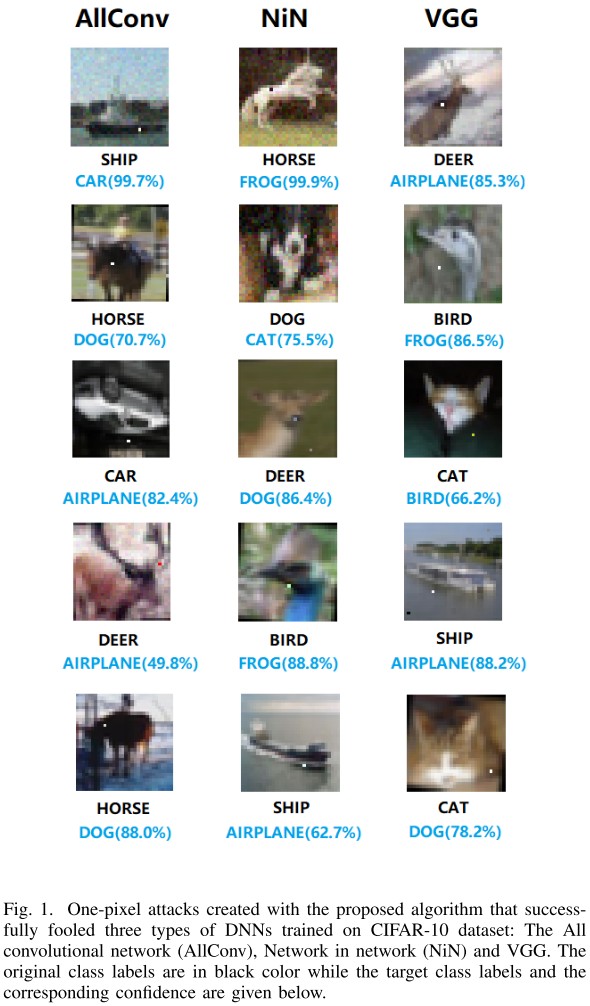 AllConv NiN VGG
SHIP HORSE DEER
CAR(99.7%) FROG(99.9%) AIRPLANE(85.3%)
HORSE DOG BIRD
DOG(70.7%) CAT(75.5%) FROG(86.5%)
CAR DEER CAT
AIRPLANE(82.4%) DOG(86.4%) BIRD(66.2%)
DEER BIRD SHIP
AIRPLANE(49.8%) FROG(88.8%) AIRPLANE(88.2%)
HORSE SHIP CAT
DOG(88.0%) AIRPLANE(62.7%) DOG(78.2%)
Fig. 1. One-pixel attacks created with the proposed algorithm that success-
fully fooled three types of DNNs trained on CIFAR-10 dataset: The All
convolutional network (AllConv), Network in network (NiN) and VGG. The
original class labels are in black color while the target class labels and the
corresponding confidence are given below.